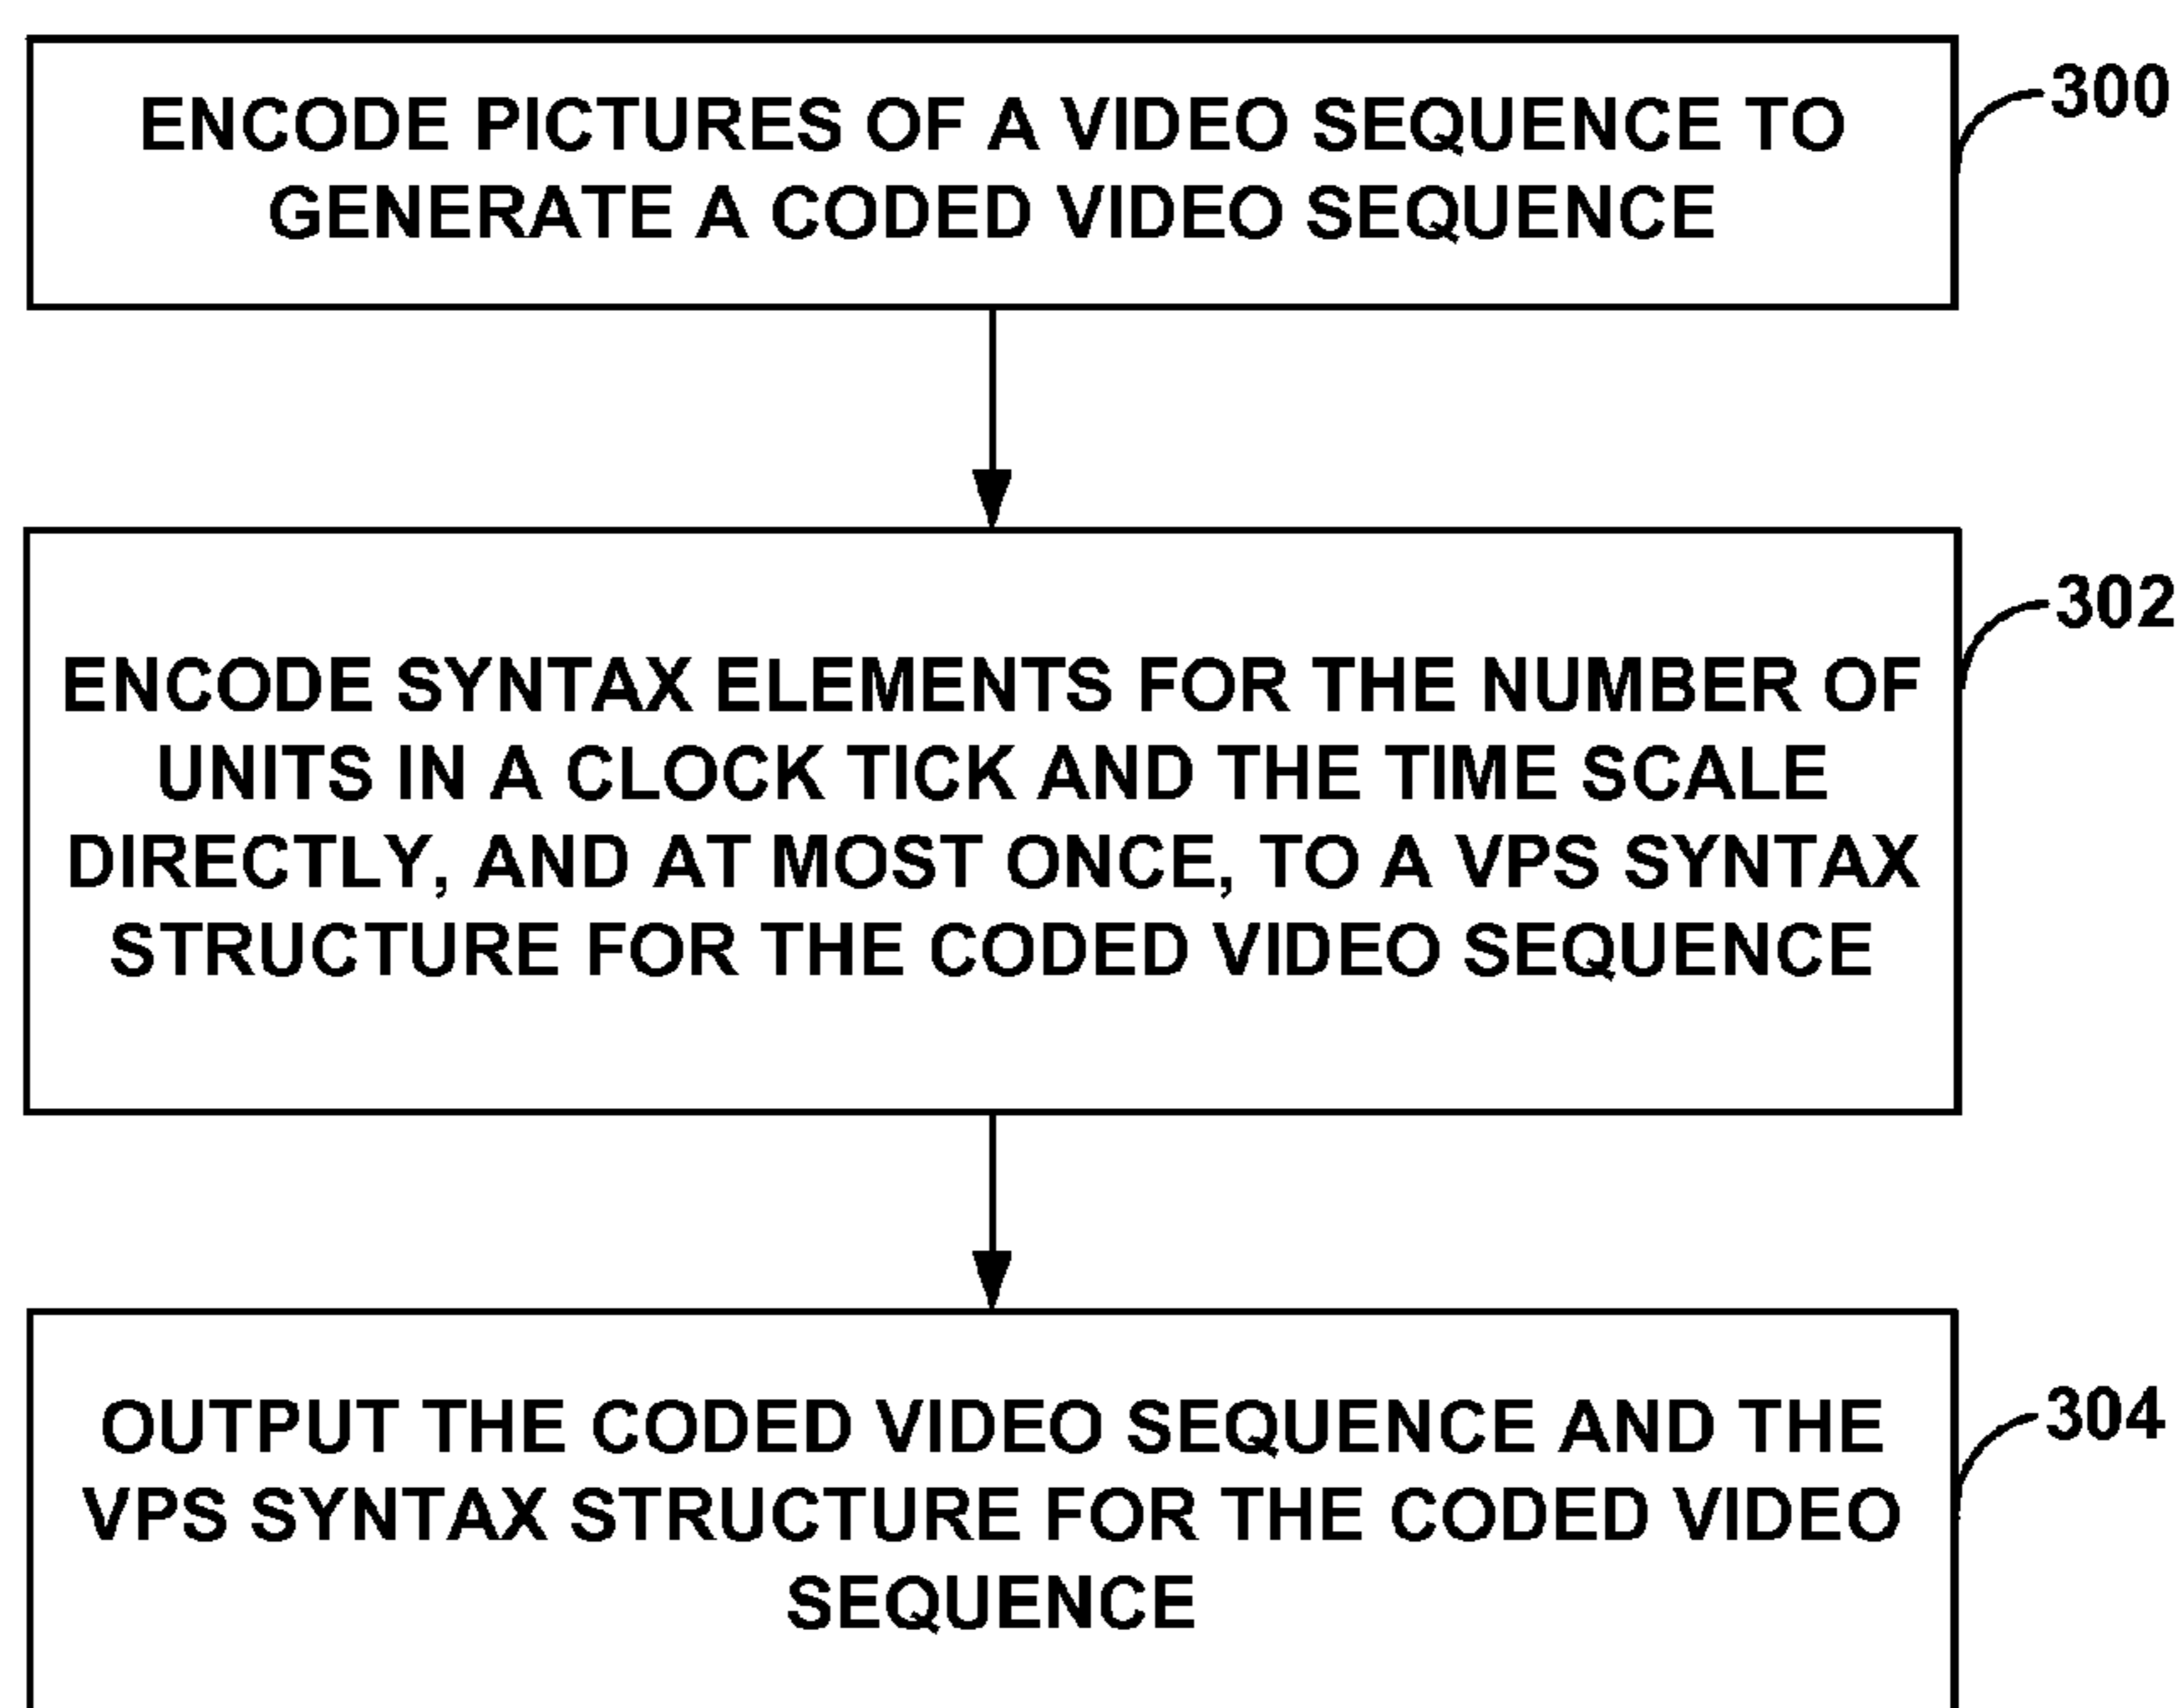 ENCODE PICTURES OF A VIDEO SEQUENCE TO
GENERATE A CODED VIDEO SEQUENCE
300
302
ENCODE SYNTAX ELEMENTS FOR THE NUMBER OF
UNITS IN A CLOCK TICK AND THE TIME SCALE
DIRECTLY, AND AT MOST ONCE, TO A VPS SYNTAX
STRUCTURE FOR THE CODED VIDEO SEQUENCE
304
OUTPUT THE CODED VIDEO SEQUENCE AND THE
VPS SYNTAX STRUCTURE FOR THE CODED VIDEO
SEQUENCE